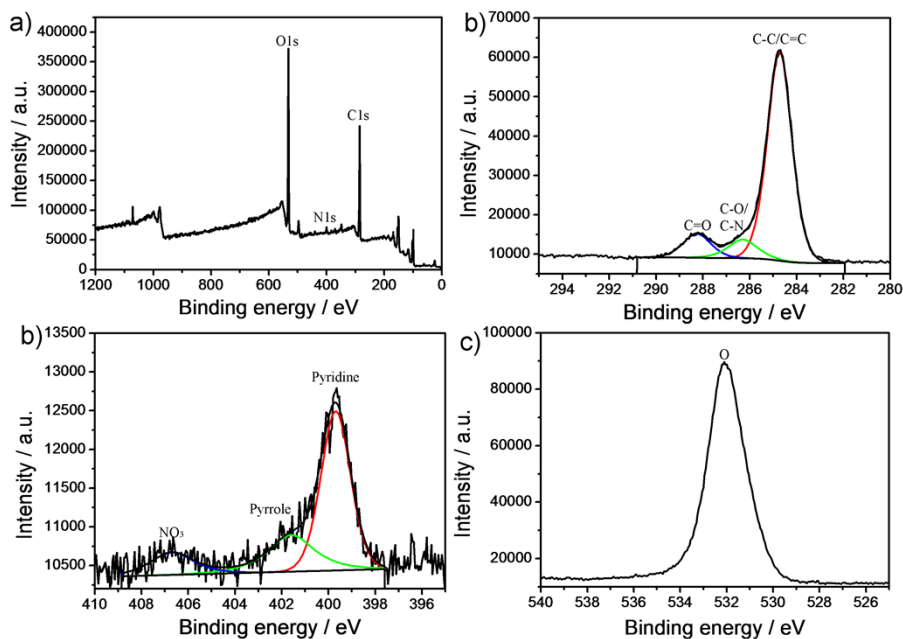 a)
400000
350000
300000
250000
200000
150000
100000
50000
0
Intensity / a.u.
O1s
C1s
N1s
1200 1000 800 600 400 200 0
Binding energy / eV
b)
70000
60000
50000
40000
30000
20000
10000
Intensity / a.u.
C-C/C=C
C-O/
C=O
C-N
294 292 290 288 286 284 282 280
Binding energy / eV
b)
13500
13000
12500
12000
11500
11000
10500
Intensity / a.u.
Pyridine
Pyrrole
NO₃
410 408 406 404 402 400 398 396
Binding energy / eV
c)
100000
80000
60000
40000
20000
Intensity / a.u.
O
540 538 536 534 532 530 528 526
Binding energy / eV